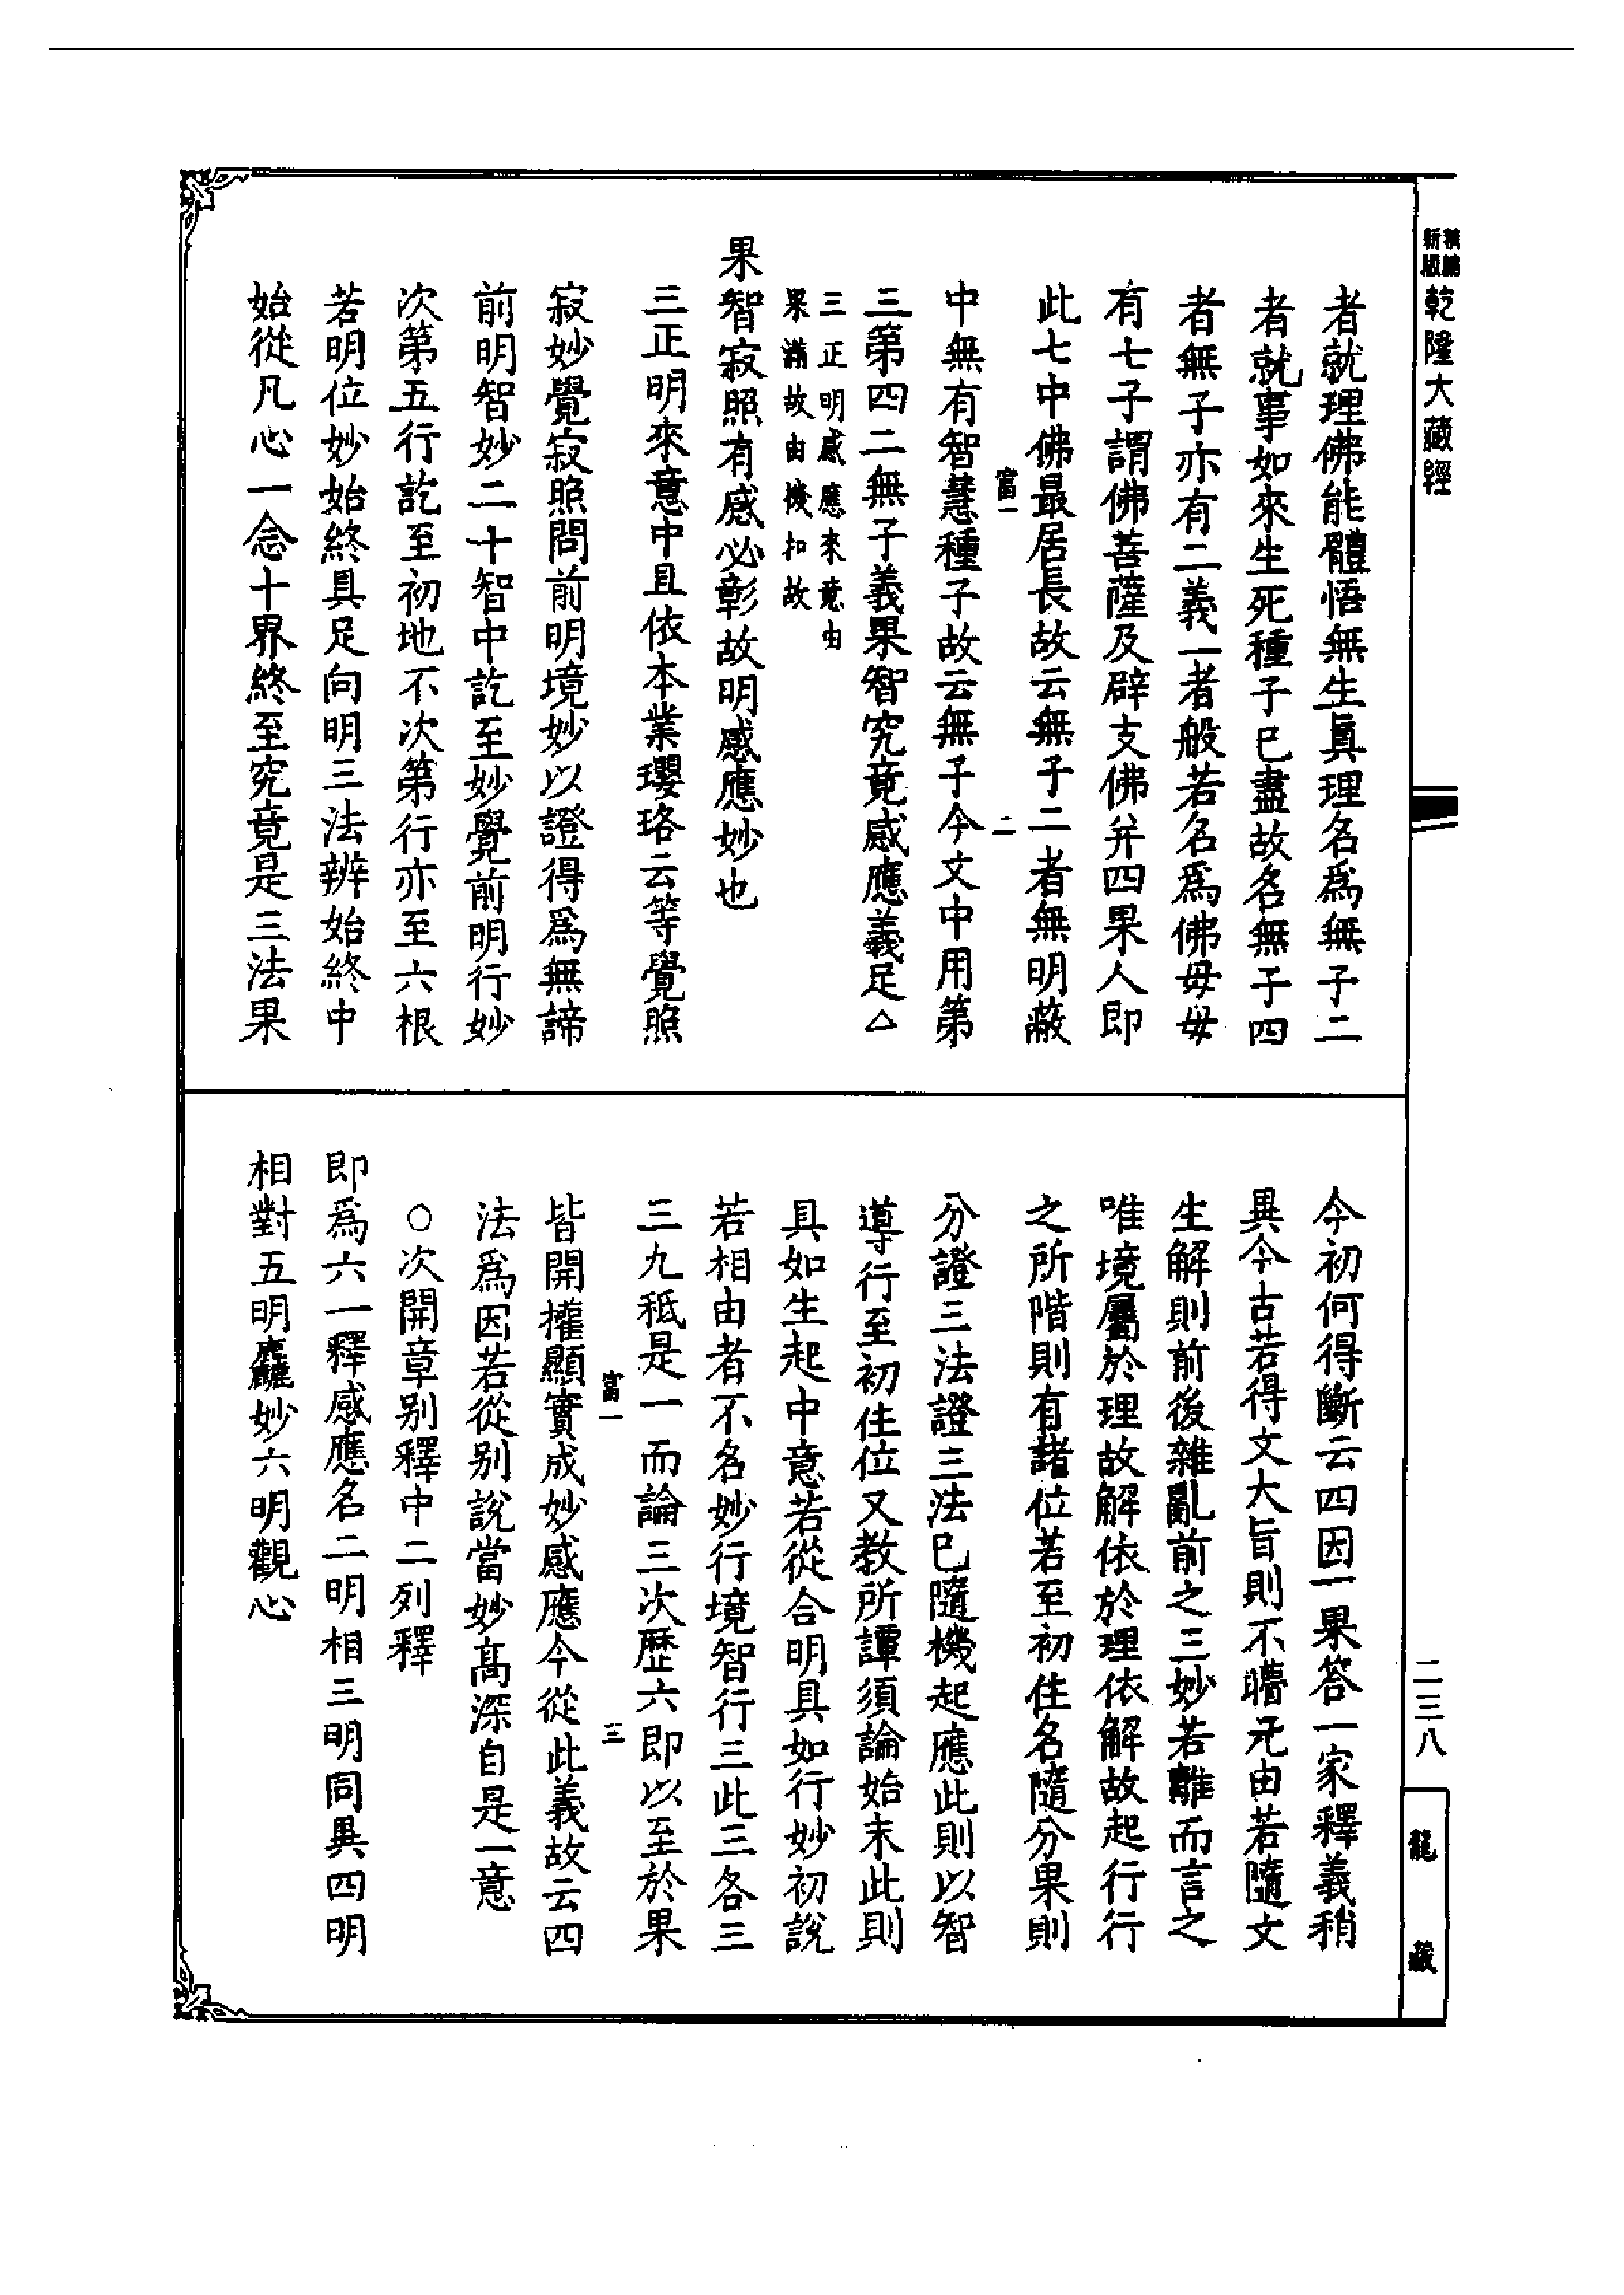 精編新版
乾隆大藏經
者就理佛能體悟無生眞理名爲無子二
者就事如來生死種子已盡故名無子四
者無子亦有二義一者般若名爲佛母母
有七子謂佛菩薩及辟支佛并四果人即
此七中佛最居長故云無子二者無明蔽
富一
二
中無有智慧種子故云無子今文中用第
三第四二無子義果智究竟感應義足△
三正明感應來意由
果滿故由機扣故
果智寂照有感必彰故明感應妙也
三正明來意中且依本業瓔珞云等覺照
寂妙覺寂照問前明境妙以證得爲無諦
前明智妙二十智中訖至妙覺前明行妙
次第五行訖至初地不次第行亦至六根
若明位妙始終具足向明三法辨始終中
始從凡心一念十界終至究竟是三法果
今初何得斷云四因一果答一家釋義稍
異今古若得文大旨則不瞢元由若隨文
生解則前後雜亂前之三妙若離而言之
唯境屬於理故解依於理依解故起行行
之所階則有諸位若至初住名隨分果則
分證三法證三法已隨機起應此則以智
導行至初住位又教所譚須論始末此則
具如生起中意若從合明具如行妙初說
若相由者不名妙行境智行三此三各三
三九秖是一而論三次歷六即以至於果
富一
三
皆開權顯實成妙感應今從此義故云四
法爲因若從别說當妙高深自是一意
○次開章别釋中二列釋
即爲六一釋感應名二明相三明同異四明
相對五明麤妙六明觀心
二三八
龍藏